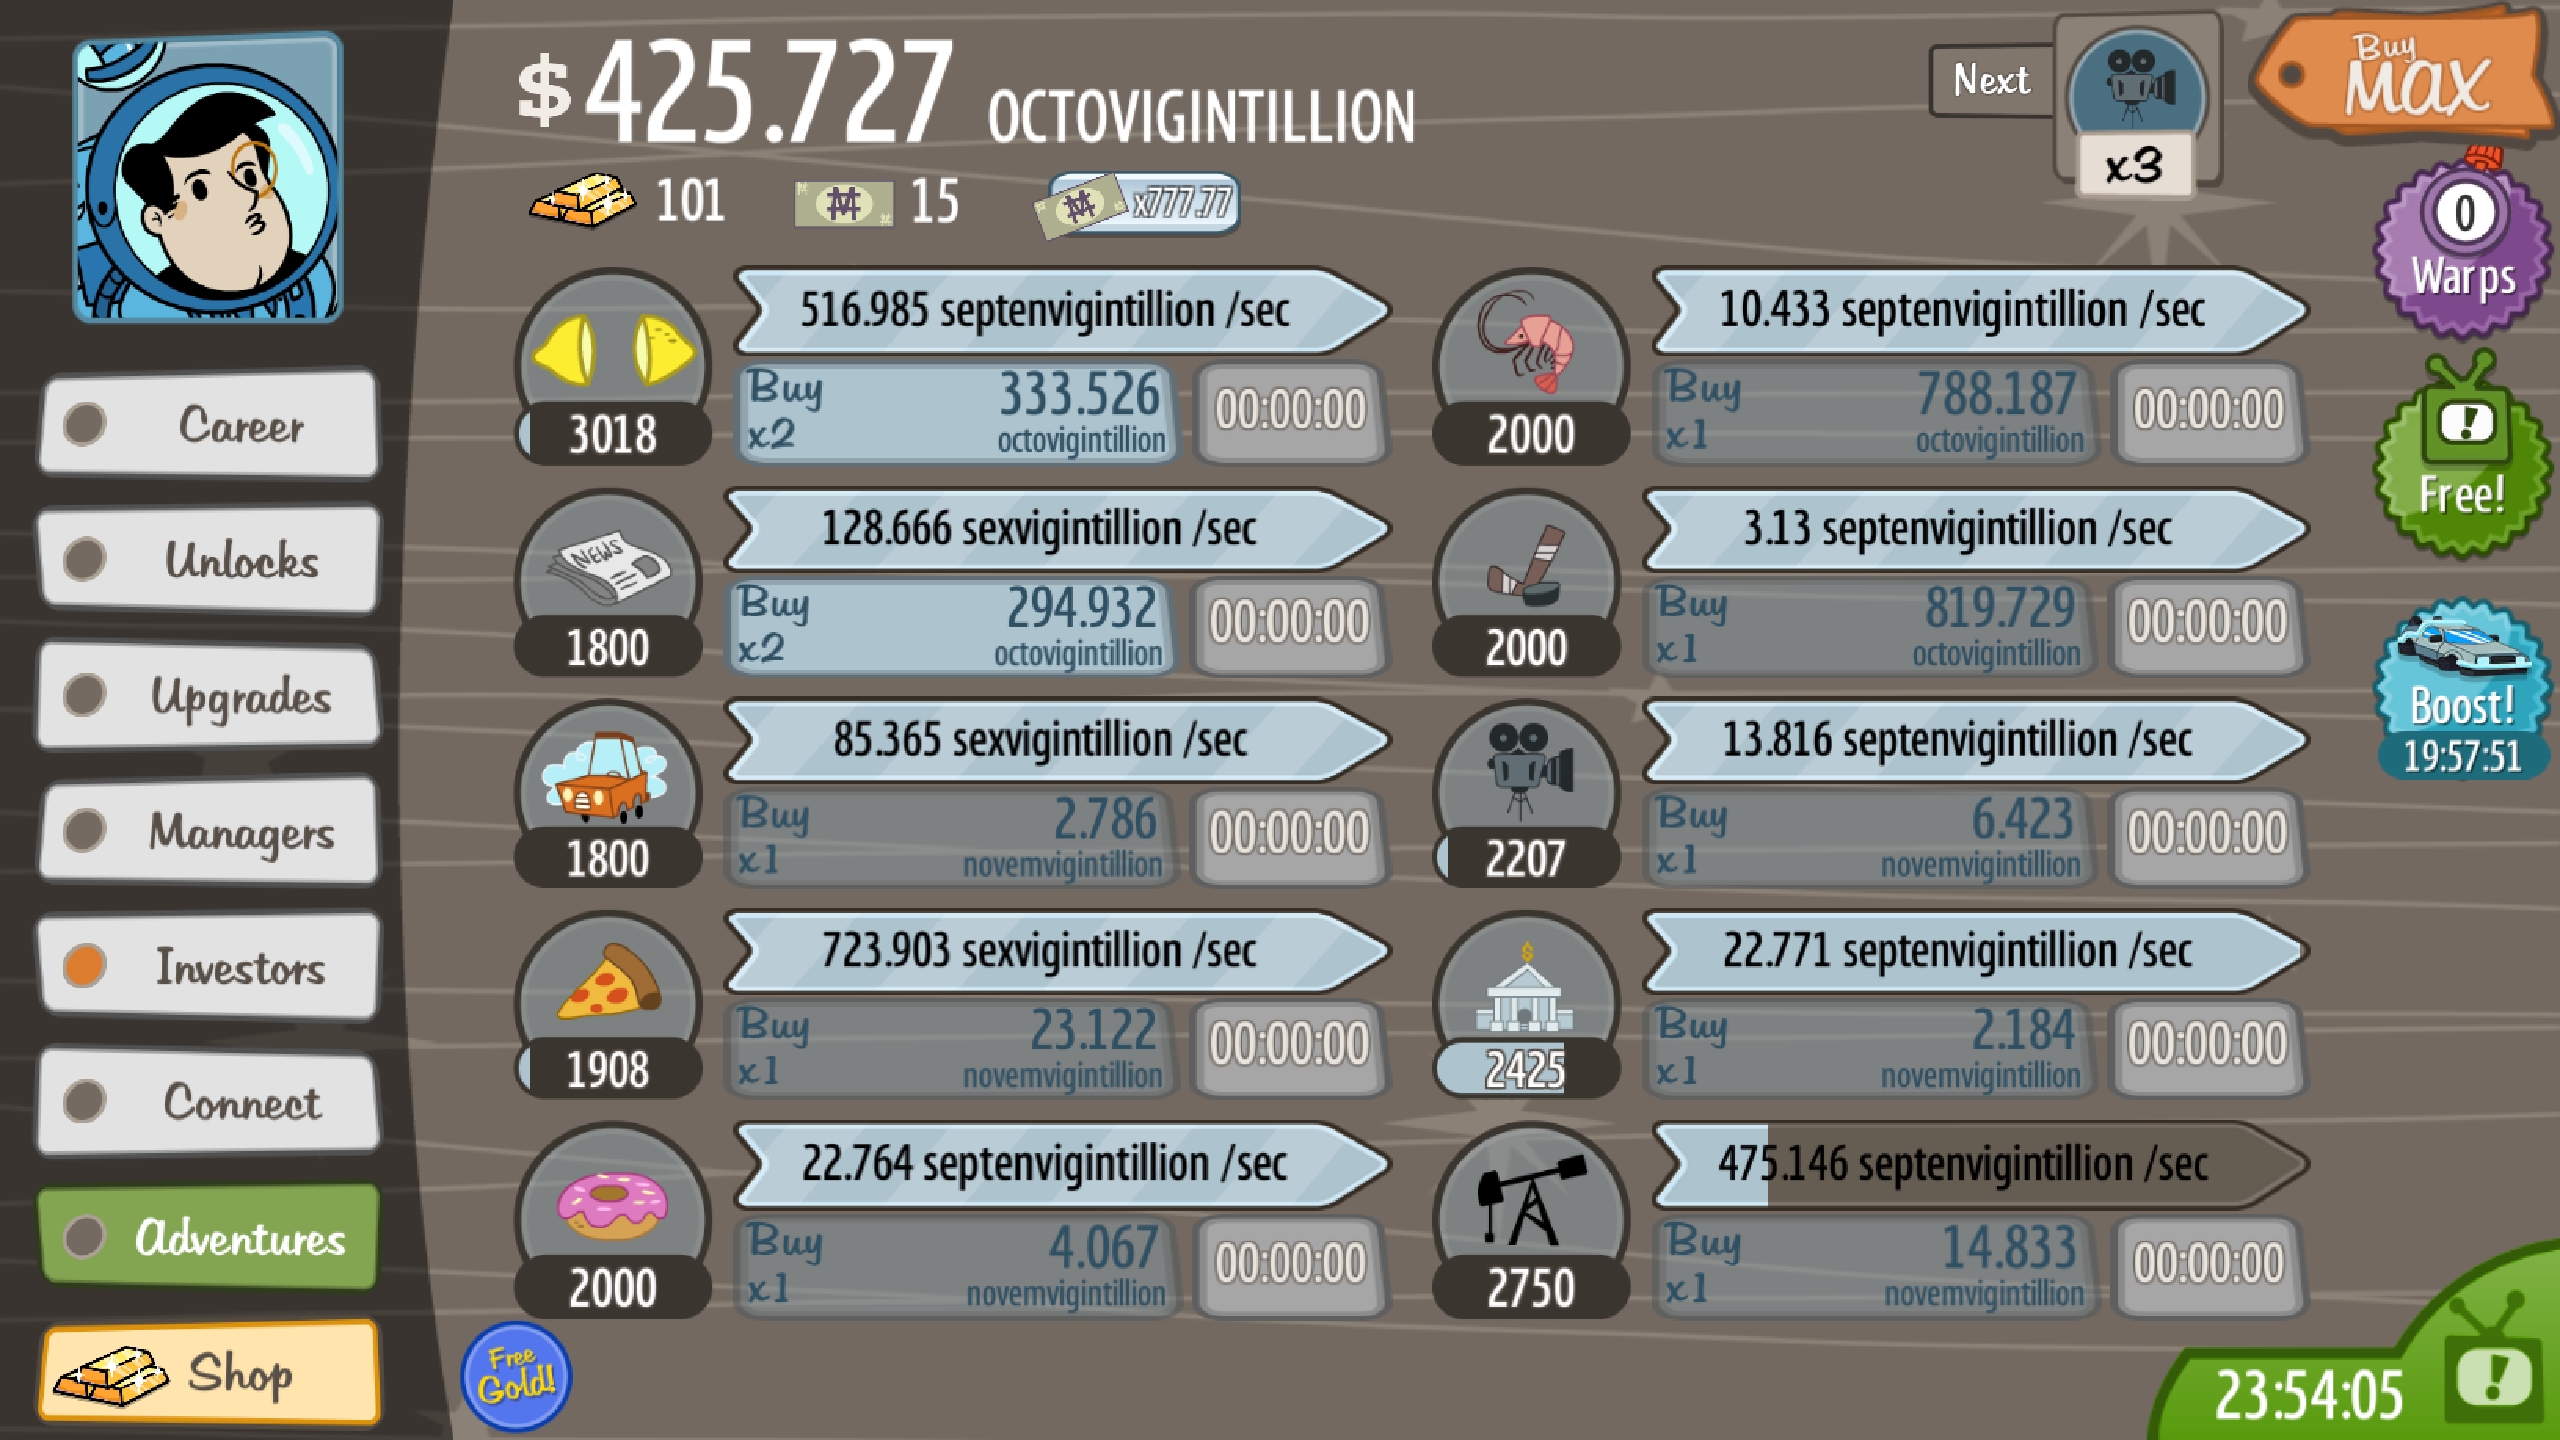 $425.727 OCTOVIGINTILLION
101 15 x777.77
Next
x3
Buy
MAX
0
Warps
!
Free!
Boost!
19:57:51
Career
Unlocks
Upgrades
Managers
Investors
Connect
Adventures
Shop
516.985 septenvigintillion /sec
3018
Buy 333.526
x2 octovigintillion
00:00:00
NEWS
128.666 sexvigintillion /sec
1800
Buy 294.932
x2 octovigintillion
00:00:00
85.365 sexvigintillion /sec
1800
Buy 2.786
x1 novemvigintillion
00:00:00
723.903 sexvigintillion /sec
1908
Buy 23.122
x1 novemvigintillion
00:00:00
22.764 septenvigintillion /sec
2000
Buy 4.067
x1 novemvigintillion
00:00:00
10.433 septenvigintillion /sec
2000
Buy 788.187
x1 octovigintillion
00:00:00
3.13 septenvigintillion /sec
2000
Buy 819.729
x1 octovigintillion
00:00:00
13.816 septenvigintillion /sec
2207
Buy 6.423
x1 novemvigintillion
00:00:00
$
22.771 septenvigintillion /sec
2425
Buy 2.184
x1 novemvigintillion
00:00:00
475.146 septenvigintillion /sec
2750
Buy 14.833
x1 novemvigintillion
00:00:00
Free
Gold!
23:54:05
!